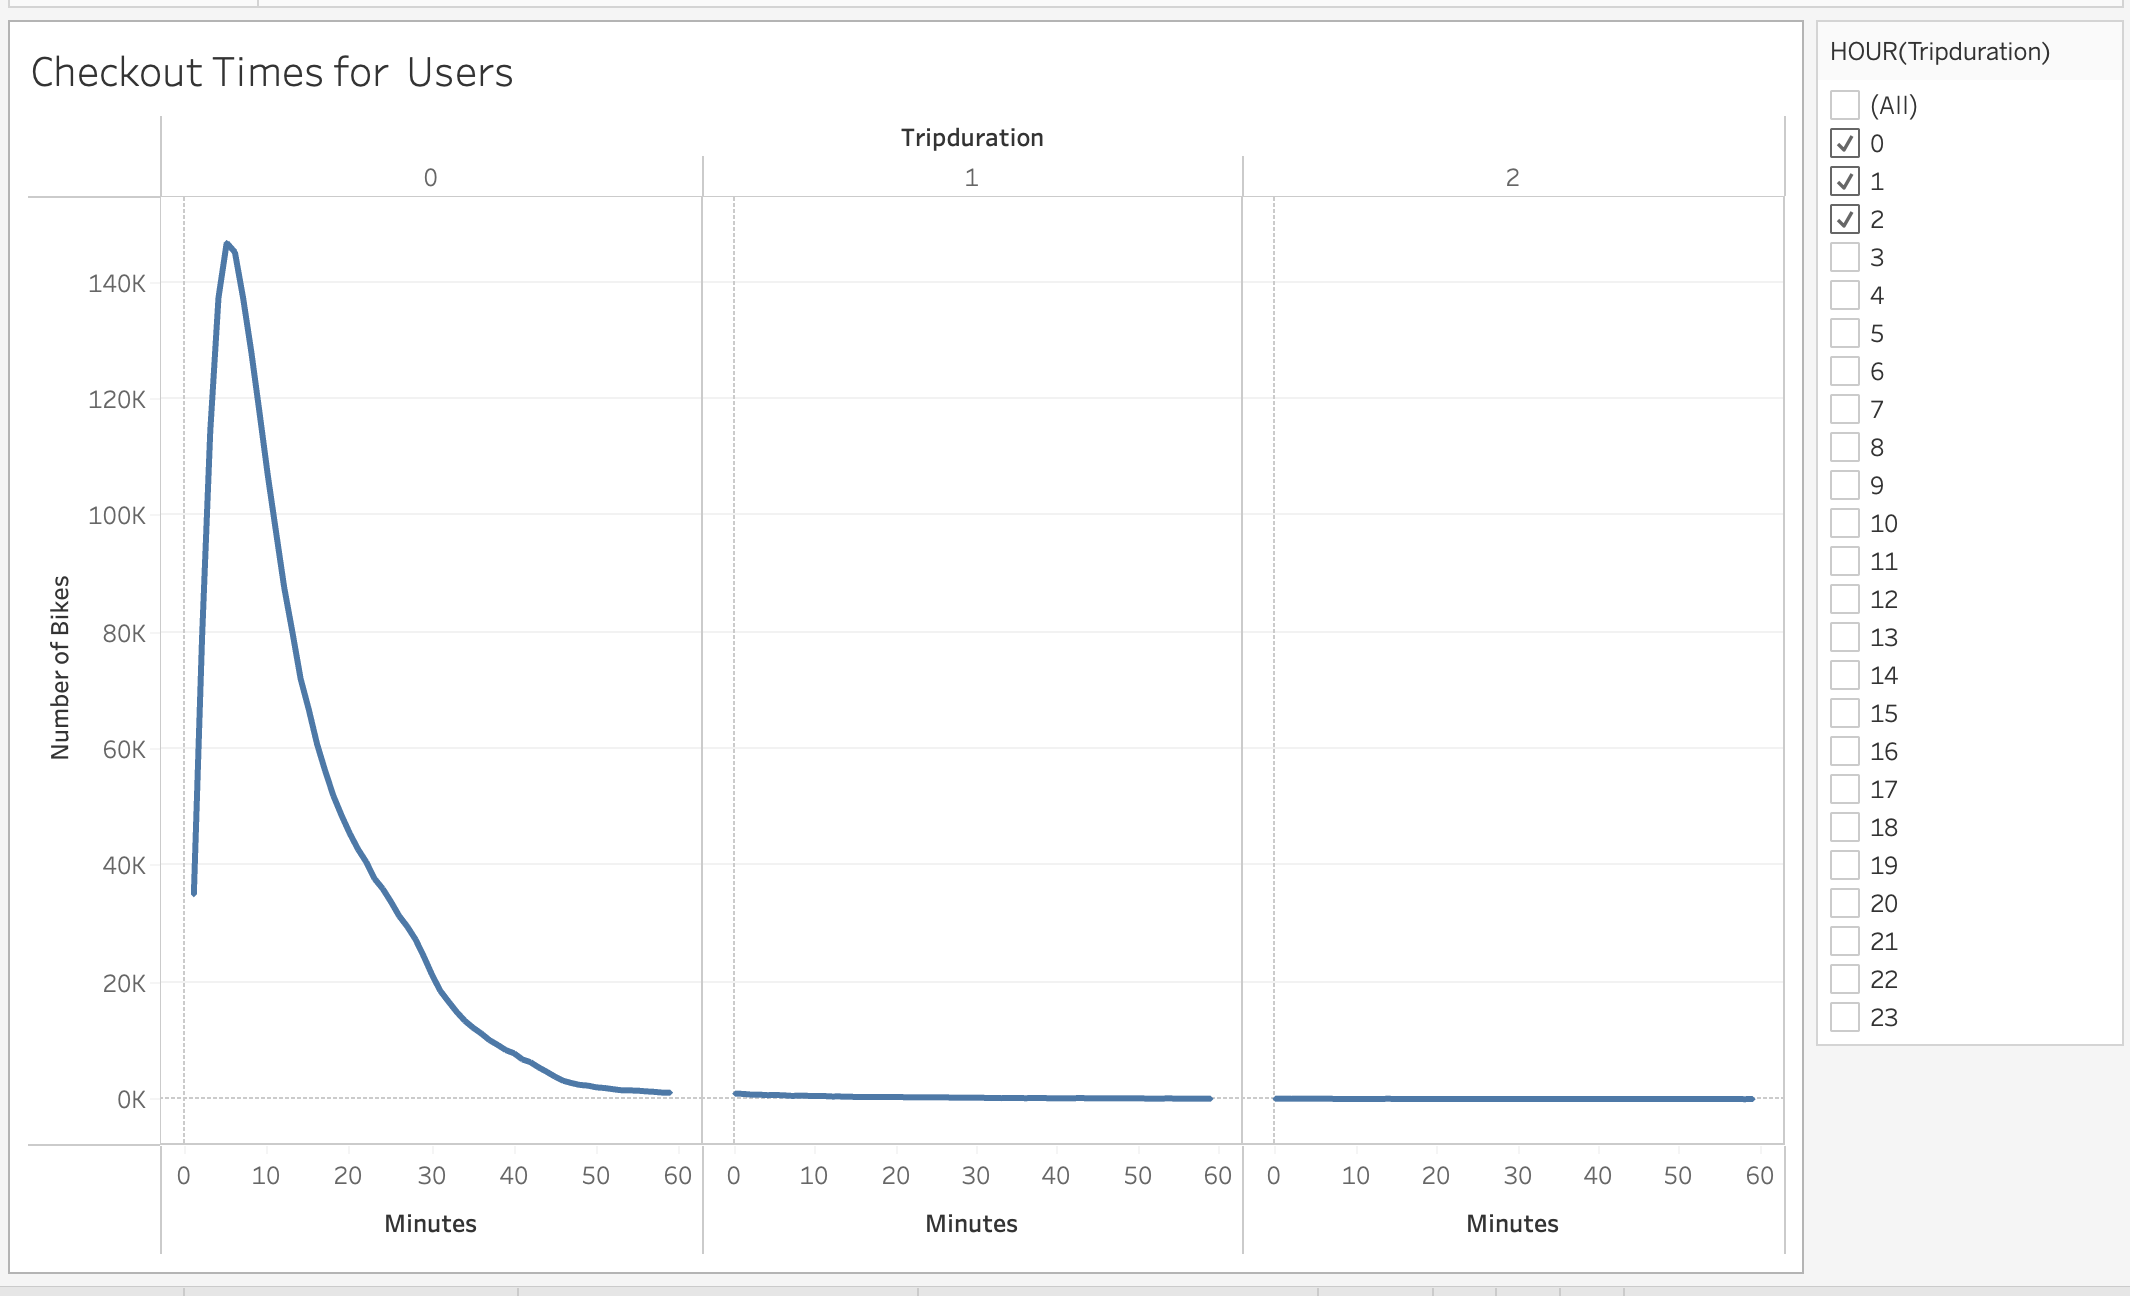 Checkout Times for Users
Tripduration
0 1 2
140K
120K
100K
80K
60K
40K
20K
0K
Number of Bikes
0 10 20 30 40 50 60 0 10 20 30 40 50 60 0 10 20 30 40 50 60
Minutes Minutes Minutes
HOUR(Tripduration)
(All)
0
1
2
3
4
5
6
7
8
9
10
11
12
13
14
15
16
17
18
19
20
21
22
23